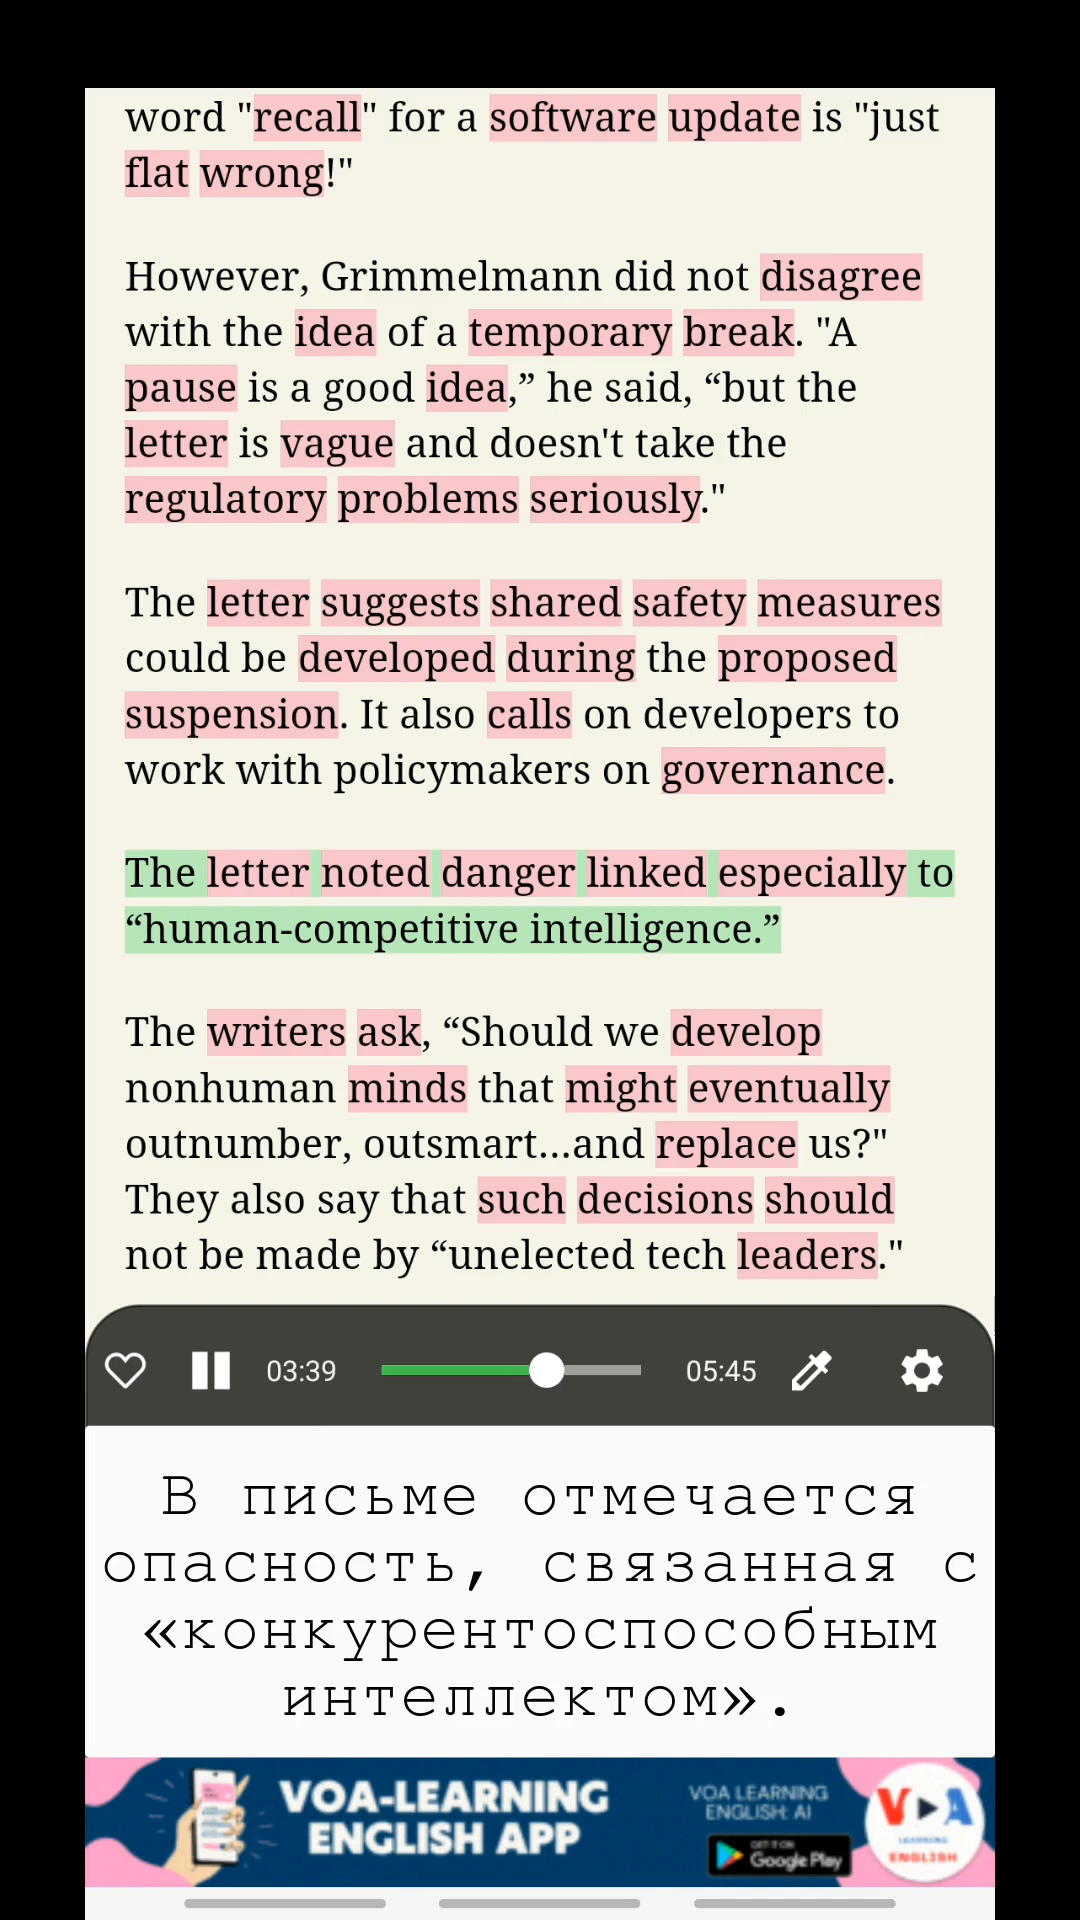 word "recall" for a software update is "just
flat wrong!"
However, Grimmelmann did not disagree
with the idea of a temporary break. "A
pause is a good idea,” he said, “but the
letter is vague and doesn't take the
regulatory problems seriously."
The letter suggests shared safety measures
could be developed during the proposed
suspension. It also calls on developers to
work with policymakers on governance.
The letter noted danger linked especially to
“human-competitive intelligence.”
The writers ask, “Should we develop
nonhuman minds that might eventually
outnumber, outsmart…and replace us?"
They also say that such decisions should
not be made by “unelected tech leaders."
03:39
05:45
В письме отмечается
опасность, связанная с
«конкурентоспособным
интеллектом».
VOA-LEARNING
ENGLISH APP
VOA LEARNING
ENGLISH: AI
GET IT ON
Google Play
VOA
LEARNING
ENGLISH